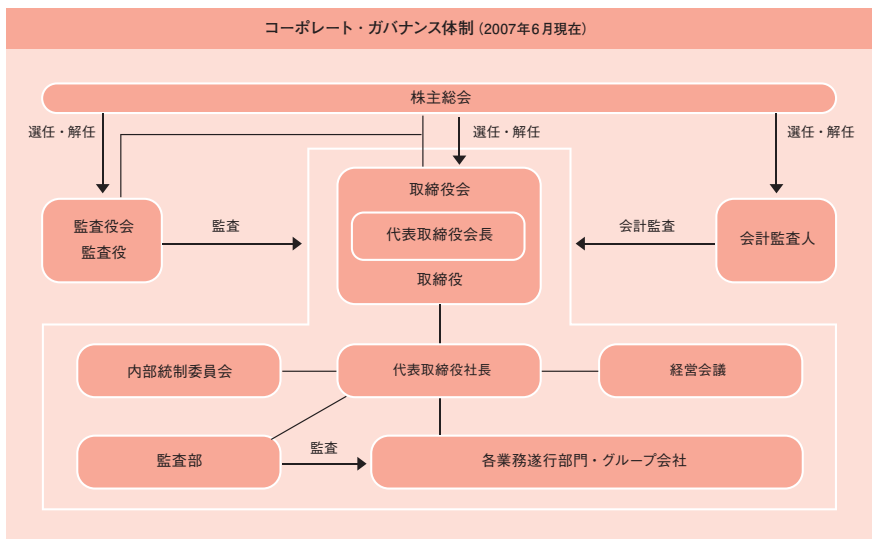 コーポレート・ガバナンス体制 (2007年6月現在)
株主総会
選任・解任
選任・解任
選任・解任
監査役会
監査役
監査
取締役会
代表取締役会長
取締役
会計監査
会計監査人
内部統制委員会
代表取締役社長
経営会議
監査部
監査
各業務遂行部門・グループ会社